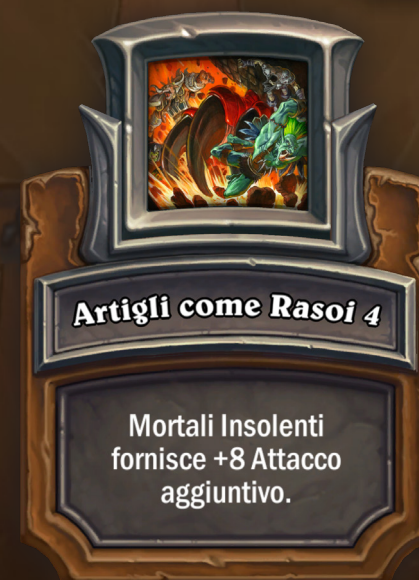 Artigli come Rasoi 4
Mortali Insolenti
fornisce +8 Attacco
aggiuntivo.